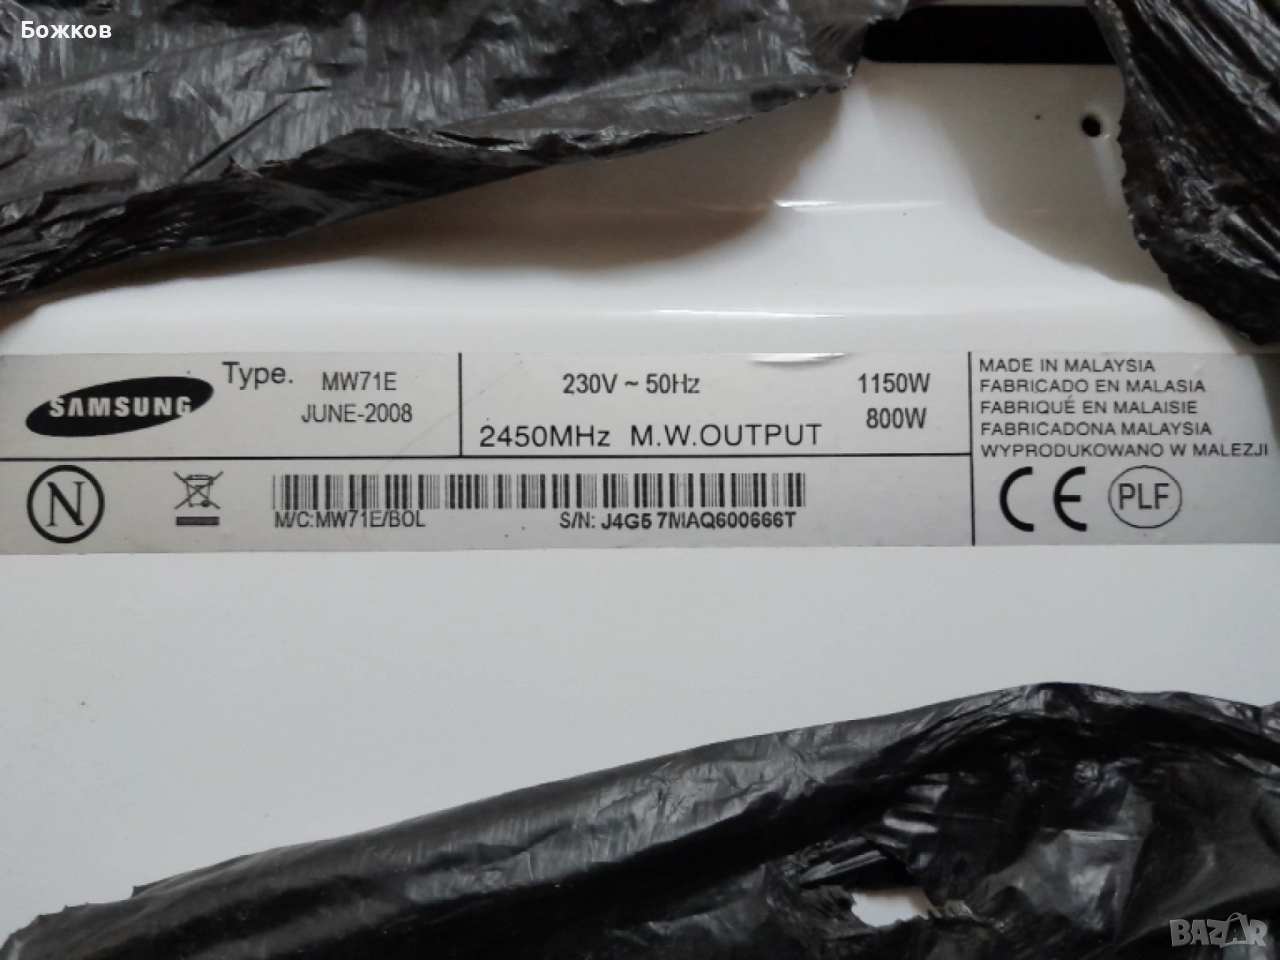 Божков
SAMSUNG
Type. MW71E
JUNE-2008
230V ~ 50Hz 1150W
2450MHz M.W.OUTPUT 800W
MADE IN MALAYSIA
FABRICADO EN MALASIA
FABRIQUÉ EN MALAISIE
FABRICADONA MALAYSIA
WYPRODUKOWANO W MALEZJI
N
M/C:MW71E/BOL S/N: J4G5 7MAQ600666T
CE PLF
BAZAR